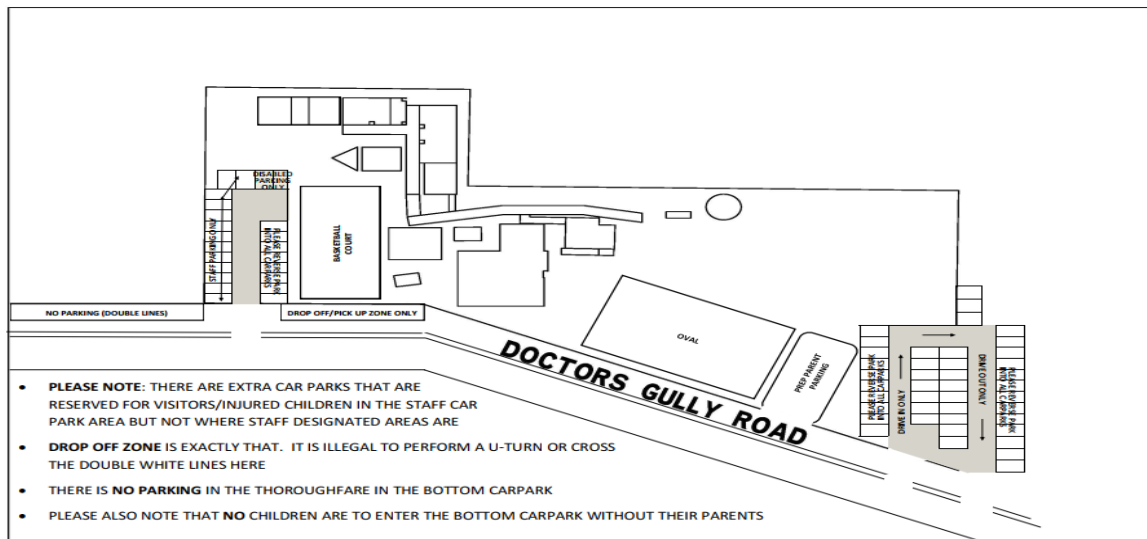 DISABLED
PARKING
ONLY
STAFF PARKING ONLY
PLEASE REVERSE PARK
INTO ALL CARPARKS
BASKETBALL
COURT
NO PARKING (DOUBLE LINES)
DROP OFF/PICK UP ZONE ONLY
OVAL
PREP PARENT
PARKING
DOCTORS GULLY ROAD
PLEASE REVERSE PARK
INTO ALL CARPARKS
DRIVE IN ONLY
DRIVE OUT ONLY
PLEASE REVERSE PARK
INTO ALL CARPARKS
• PLEASE NOTE: THERE ARE EXTRA CAR PARKS THAT ARE
RESERVED FOR VISITORS/INJURED CHILDREN IN THE STAFF CAR
PARK AREA BUT NOT WHERE STAFF DESIGNATED AREAS ARE
• DROP OFF ZONE IS EXACTLY THAT. IT IS ILLEGAL TO PERFORM A U-TURN OR CROSS
THE DOUBLE WHITE LINES HERE
• THERE IS NO PARKING IN THE THOROUGHFARE IN THE BOTTOM CARPARK
• PLEASE ALSO NOTE THAT NO CHILDREN ARE TO ENTER THE BOTTOM CARPARK WITHOUT THEIR PARENTS